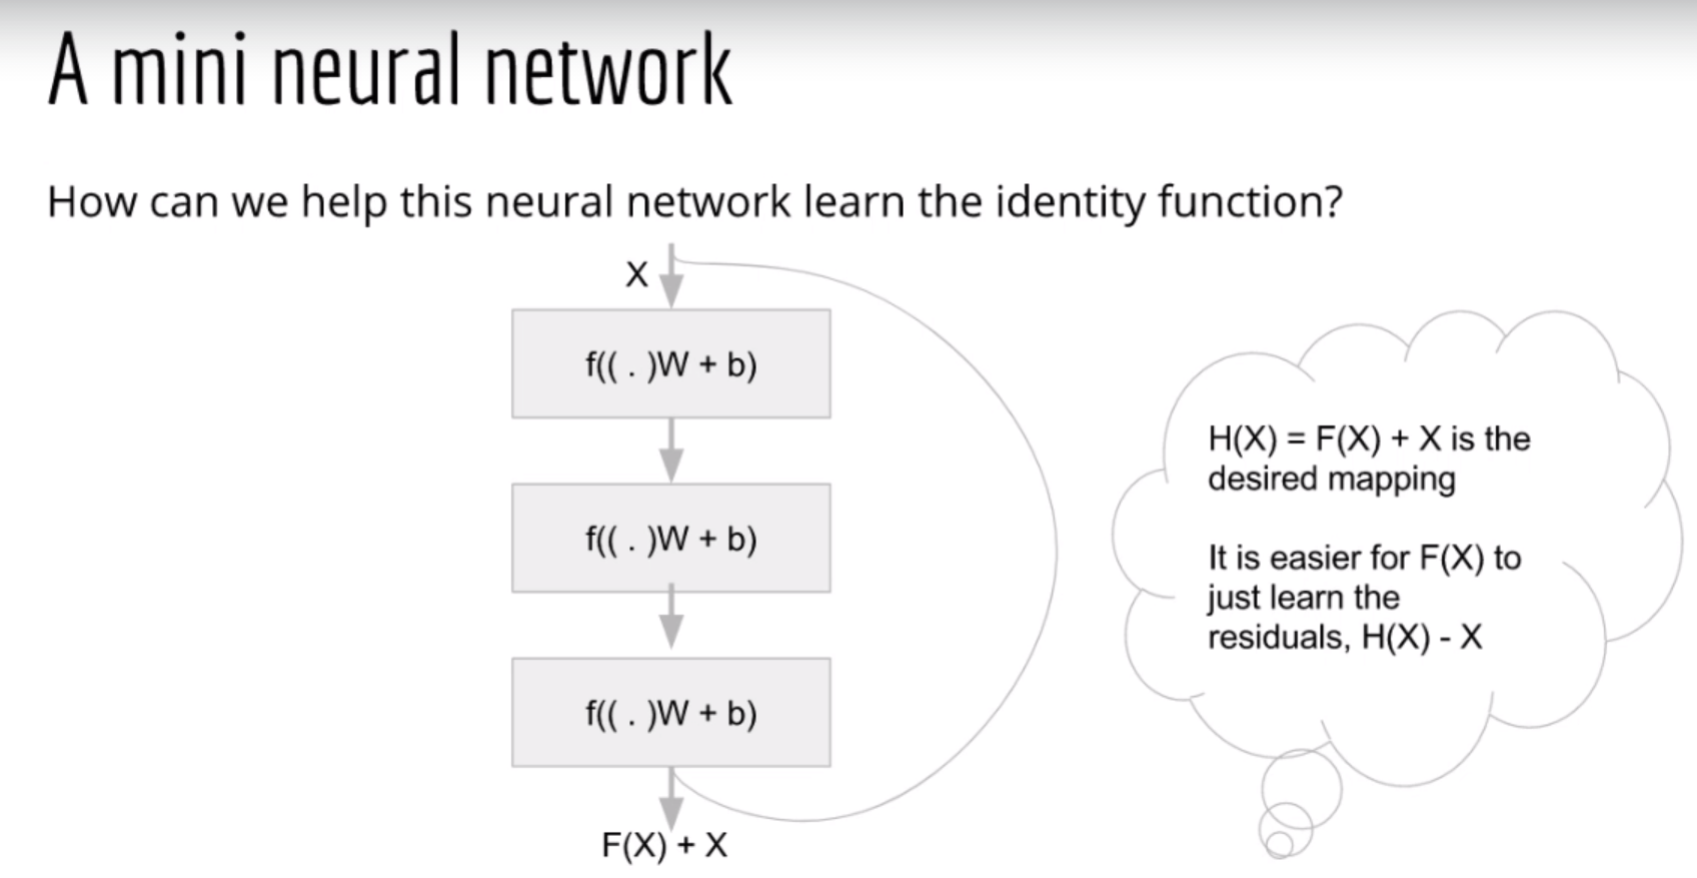 A mini neural network
How can we help this neural network learn the identity function?
X
f(( . )W + b)
f(( . )W + b)
f(( . )W + b)
F(X) + X
H(X) = F(X) + X is the
desired mapping
It is easier for F(X) to
just learn the
residuals, H(X) - X